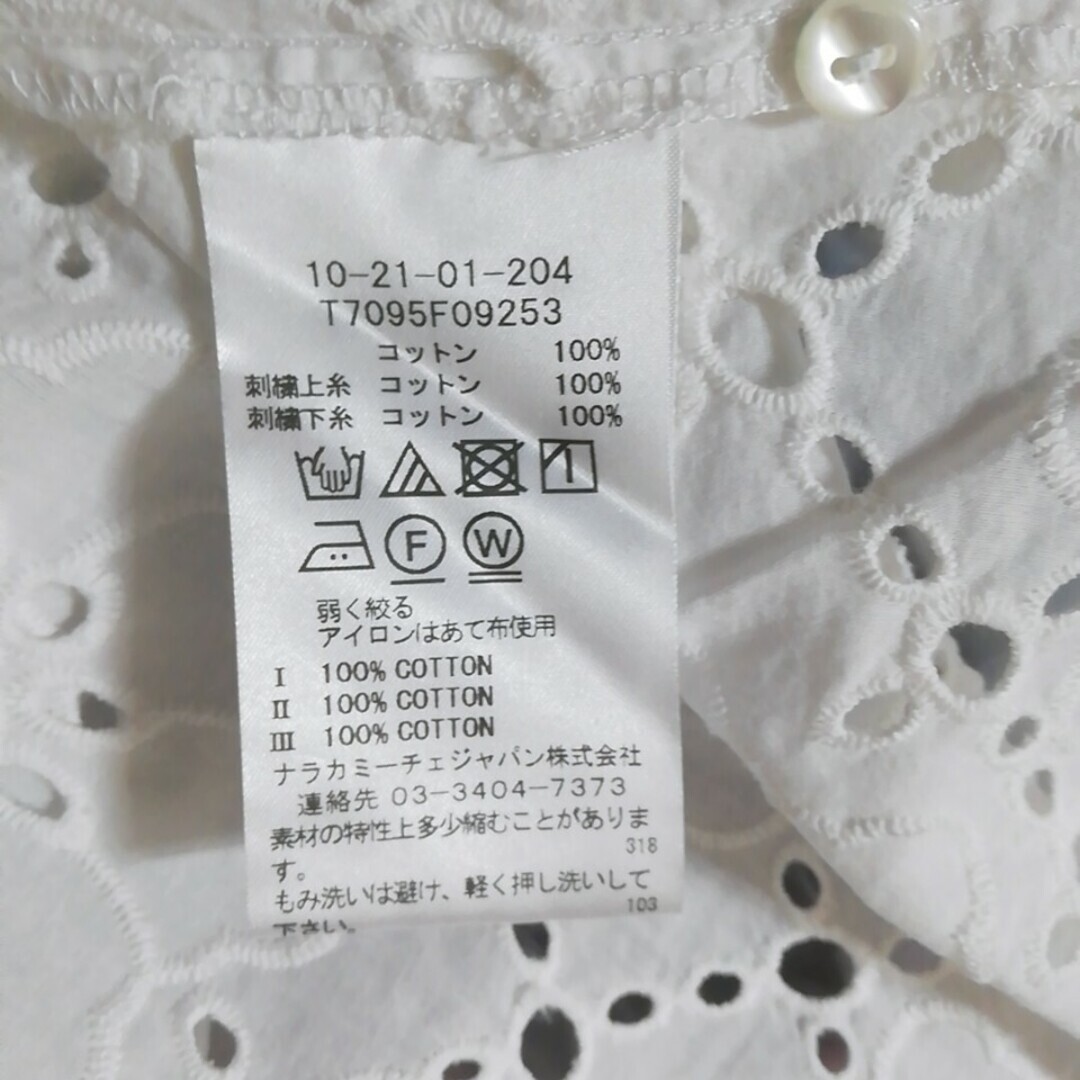 10-21-01-204
T7095F09253
コットン 100%
刺繍上糸 コットン 100%
刺繍下糸 コットン 100%
F W
弱く絞る
アイロンはあて布使用
I 100% COTTON
II 100% COTTON
III 100% COTTON
ナラカミーチェジャパン株式会社
連絡先 03-3404-7373
素材の特性上多少縮むことがありま
す。 318
もみ洗いは避け、軽く押し洗いして
下さい。 103